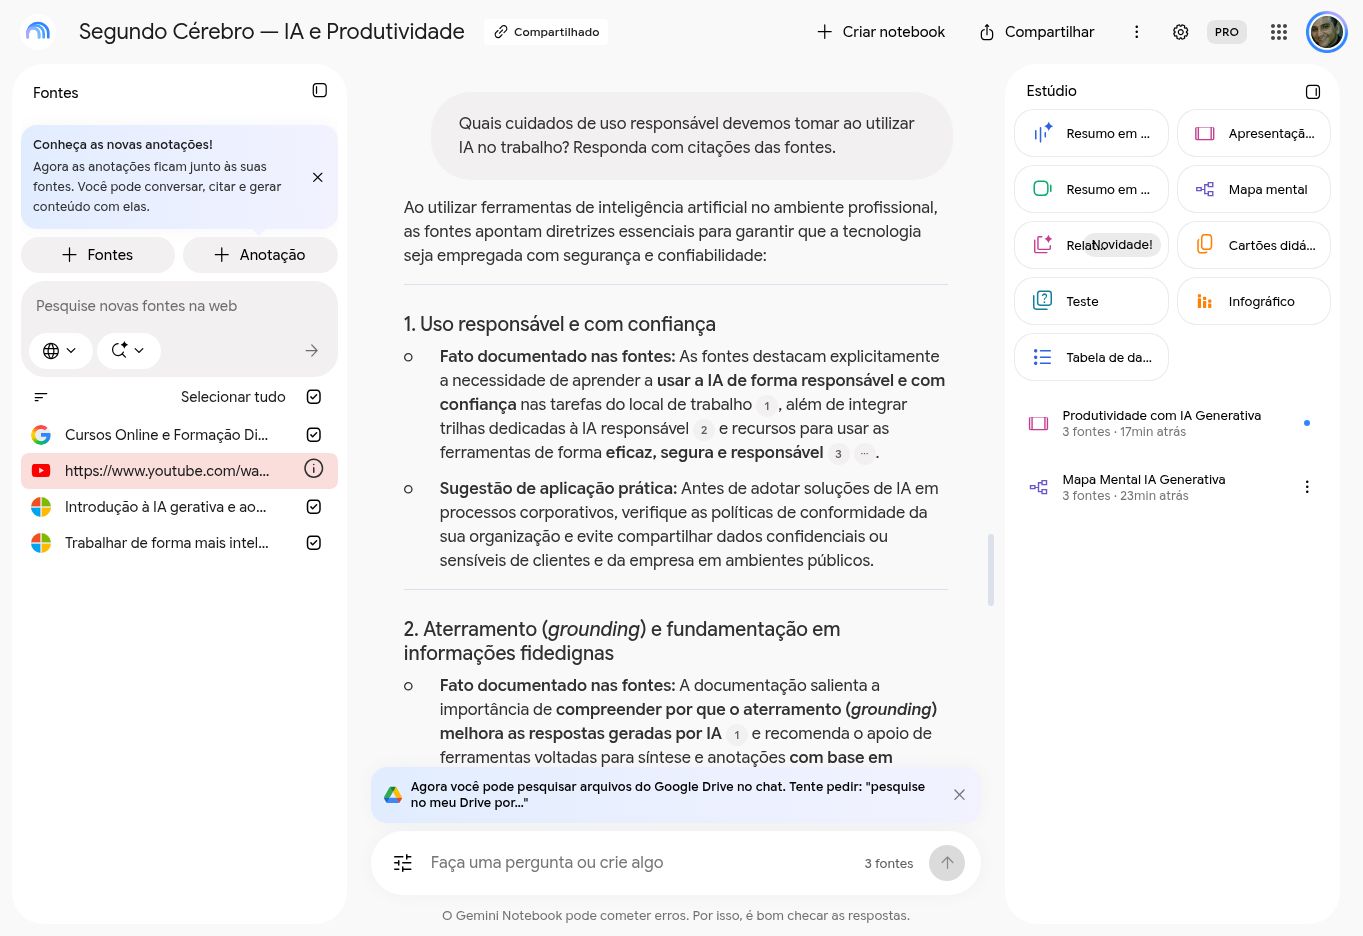 Segundo Cérebro — IA e Produtividade
Compartilhado
Criar notebook
Compartilhar
PRO
Fontes
Conheça as novas anotações!
Agora as anotações ficam junto às suas
fontes. Você pode conversar, citar e gerar
conteúdo com elas.
Fontes
Anotação
Pesquise novas fontes na web
Selecionar tudo
Cursos Online e Formação Di...
https://www.youtube.com/wa...
Introdução à IA gerativa e ao...
Trabalhar de forma mais intel...
Quais cuidados de uso responsável devemos tomar ao utilizar
IA no trabalho? Responda com citações das fontes.
Ao utilizar ferramentas de inteligência artificial no ambiente profissional,
as fontes apontam diretrizes essenciais para garantir que a tecnologia
seja empregada com segurança e confiabilidade:
1. Uso responsável e com confiança
Fato documentado nas fontes: As fontes destacam explicitamente
a necessidade de aprender a usar a IA de forma responsável e com
confiança nas tarefas do local de trabalho 1 , além de integrar
trilhas dedicadas à IA responsável 2 e recursos para usar as
ferramentas de forma eficaz, segura e responsável 3 ... .
Sugestão de aplicação prática: Antes de adotar soluções de IA em
processos corporativos, verifique as políticas de conformidade da
sua organização e evite compartilhar dados confidenciais ou
sensíveis de clientes e da empresa em ambientes públicos.
2. Aterramento (grounding) e fundamentação em
informações fidedignas
Fato documentado nas fontes: A documentação salienta a
importância de compreender por que o aterramento (grounding)
melhora as respostas geradas por IA 1 e recomenda o apoio de
ferramentas voltadas para síntese e anotações com base em
Agora você pode pesquisar arquivos do Google Drive no chat. Tente pedir: "pesquise
no meu Drive por..."
Faça uma pergunta ou crie algo
3 fontes
O Gemini Notebook pode cometer erros. Por isso, é bom checar as respostas.
Estúdio
Resumo em ...
Apresentaçã...
Resumo em ...
Mapa mental
Novidade!
Cartões didá...
Teste
Infográfico
Tabela de da...
Produtividade com IA Generativa
3 fontes · 17min atrás
Mapa Mental IA Generativa
3 fontes · 23min atrás